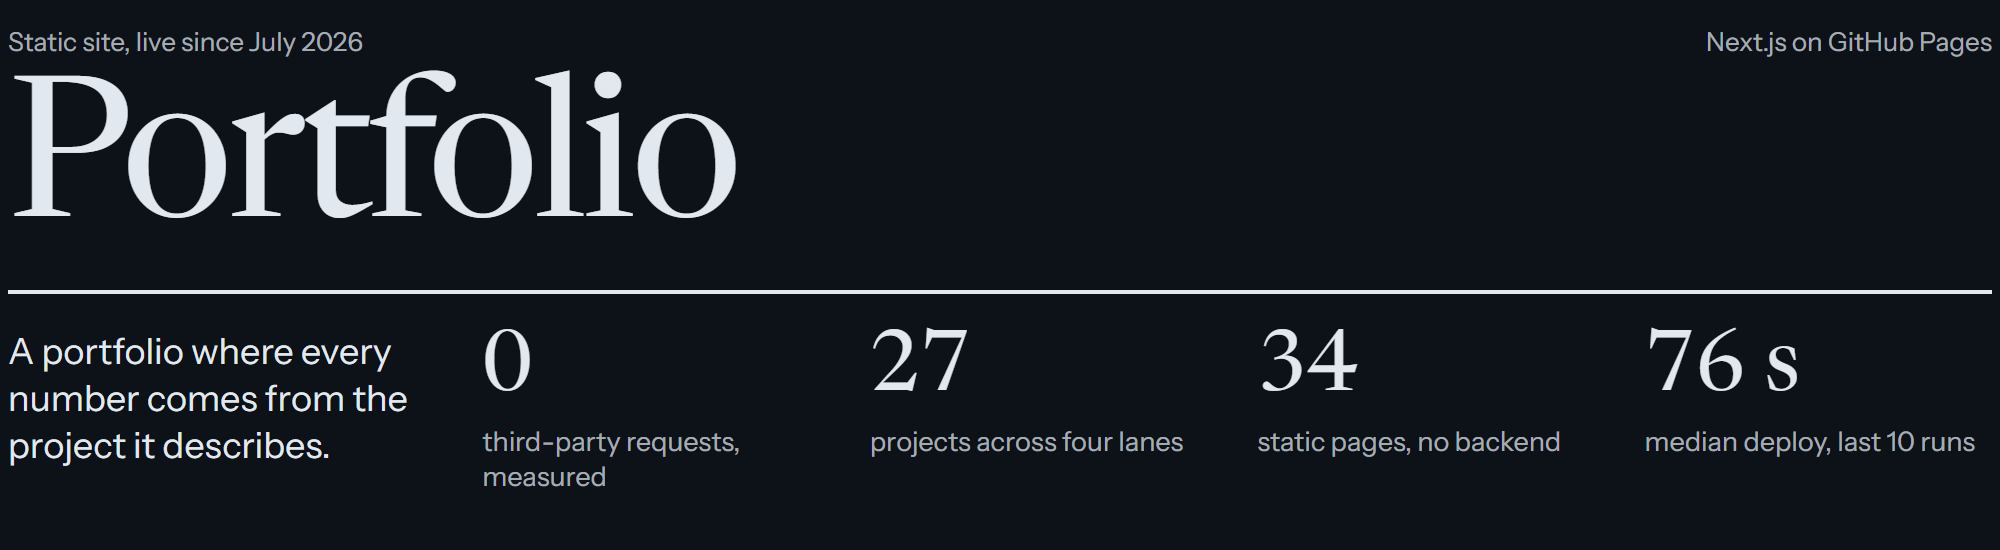 Static site, live since July 2026
Next.js on GitHub Pages
Portfolio
A portfolio where every
number comes from the
project it describes.
0
third-party requests,
measured
27
projects across four lanes
34
static pages, no backend
76 s
median deploy, last 10 runs